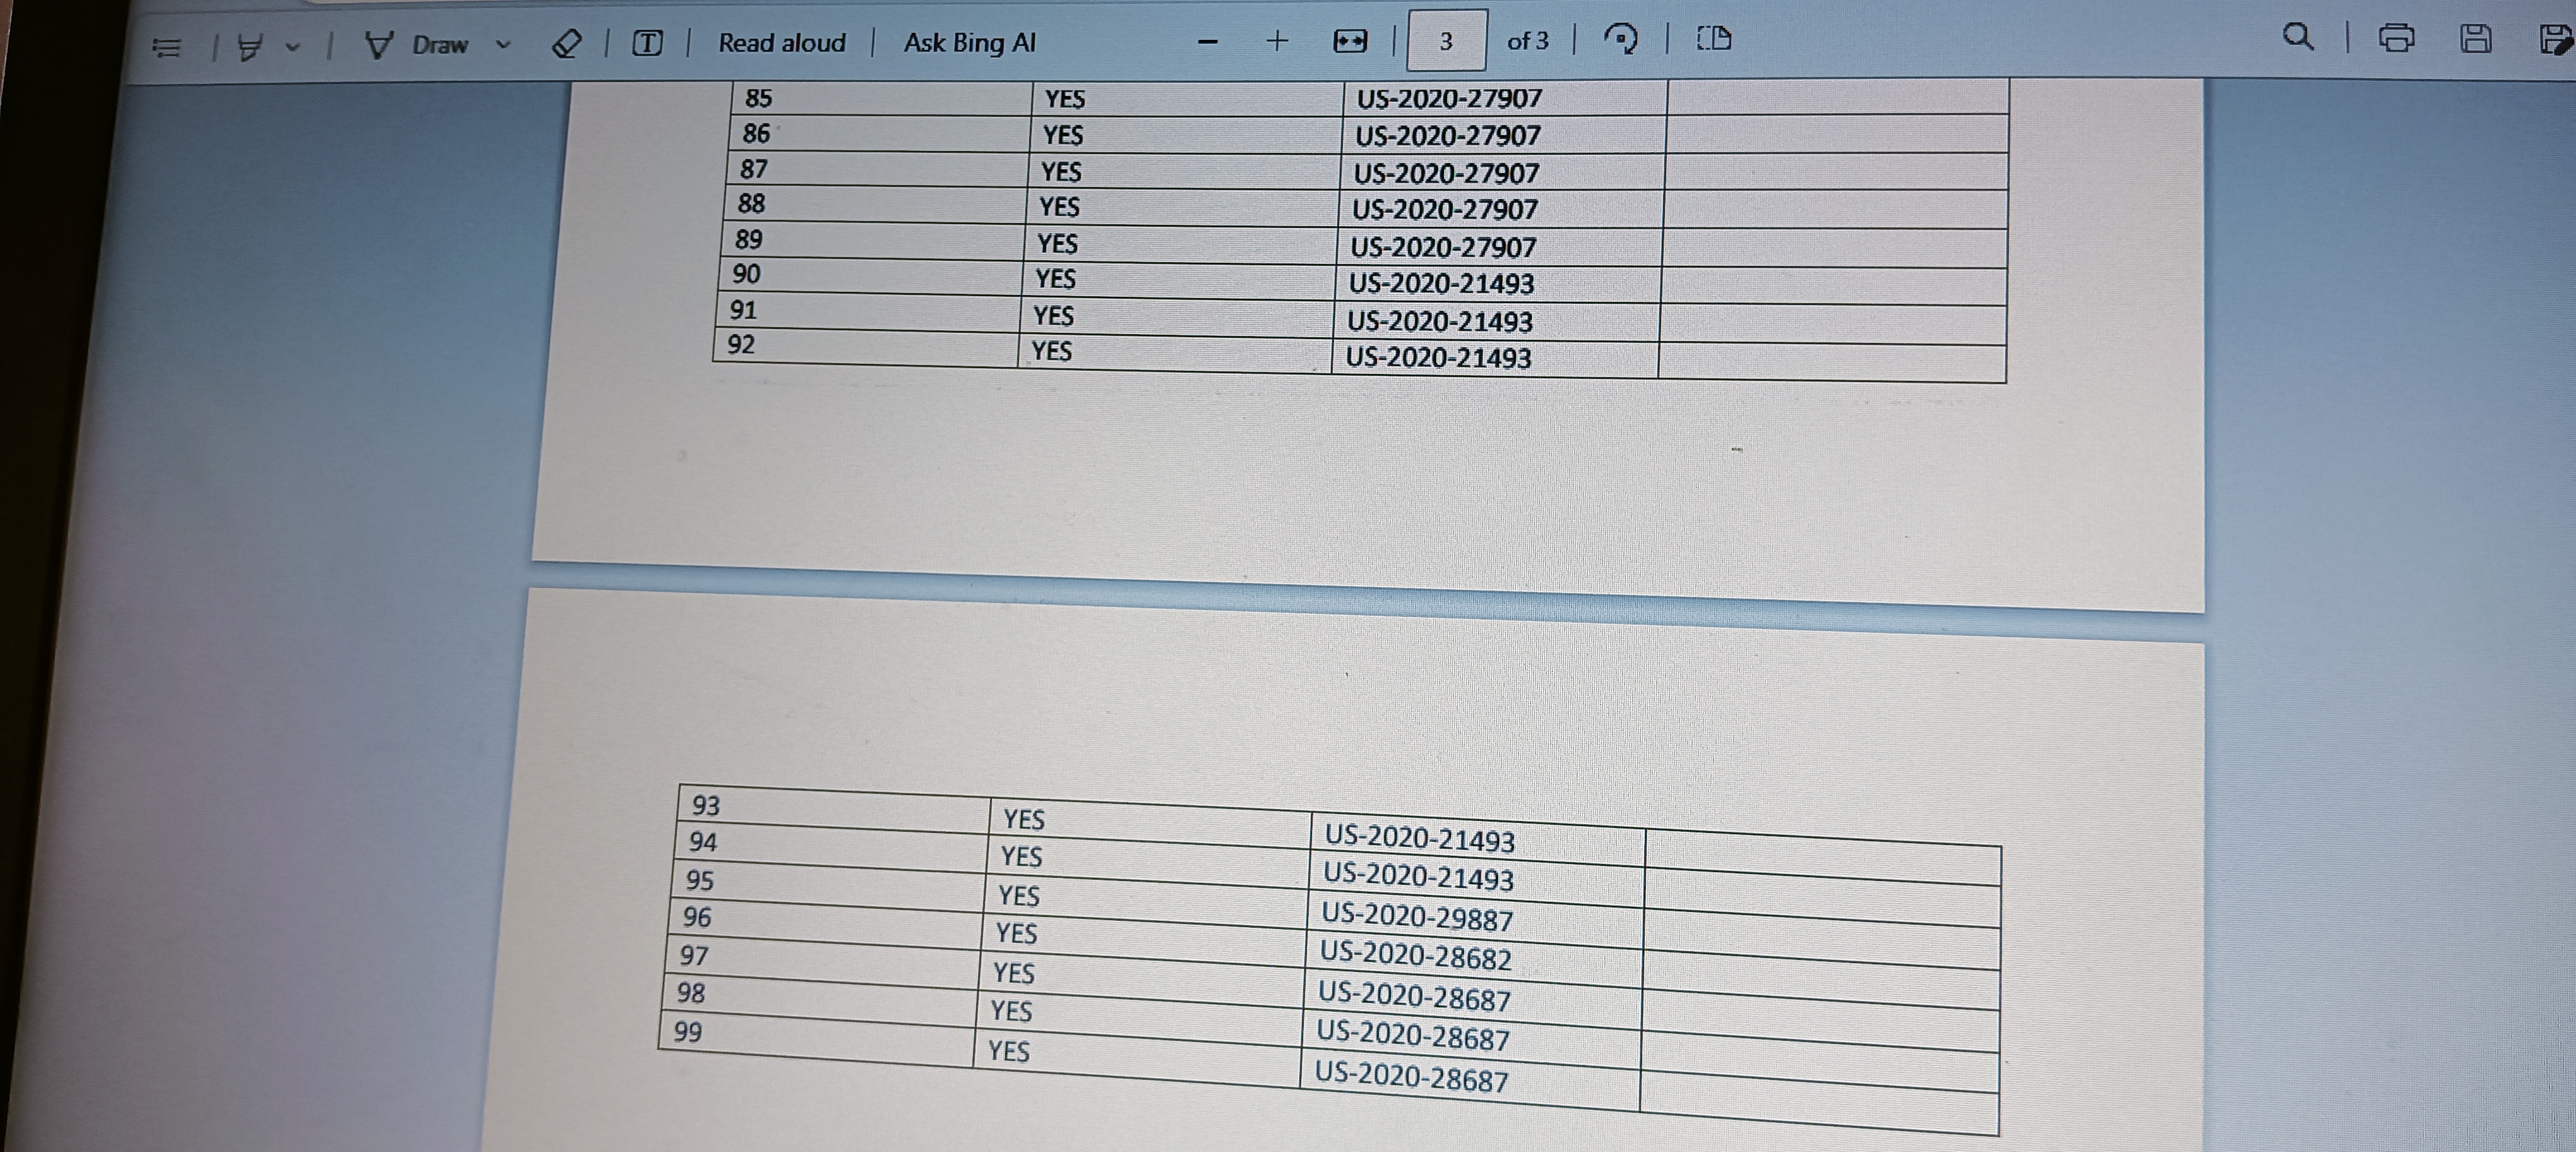 Draw Read aloud Ask Bing AI 3 of 3
85 YES US-2020-27907
86 YES US-2020-27907
87 YES US-2020-27907
88 YES US-2020-27907
89 YES US-2020-27907
90 YES US-2020-21493
91 YES US-2020-21493
92 YES US-2020-21493
93 YES US-2020-21493
94 YES US-2020-21493
95 YES US-2020-29887
96 YES US-2020-28682
97 YES US-2020-28687
98 YES US-2020-28687
99 YES US-2020-28687